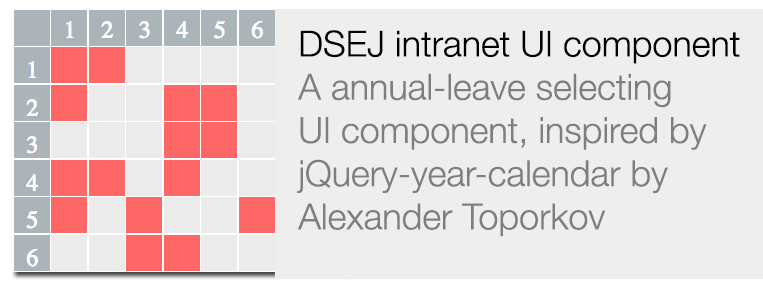 1 2 3 4 5 6
1
2
3
4
5
6
DSEJ intranet UI component
A annual-leave selecting
UI component, inspired by
jQuery-year-calendar by
Alexander Toporkov